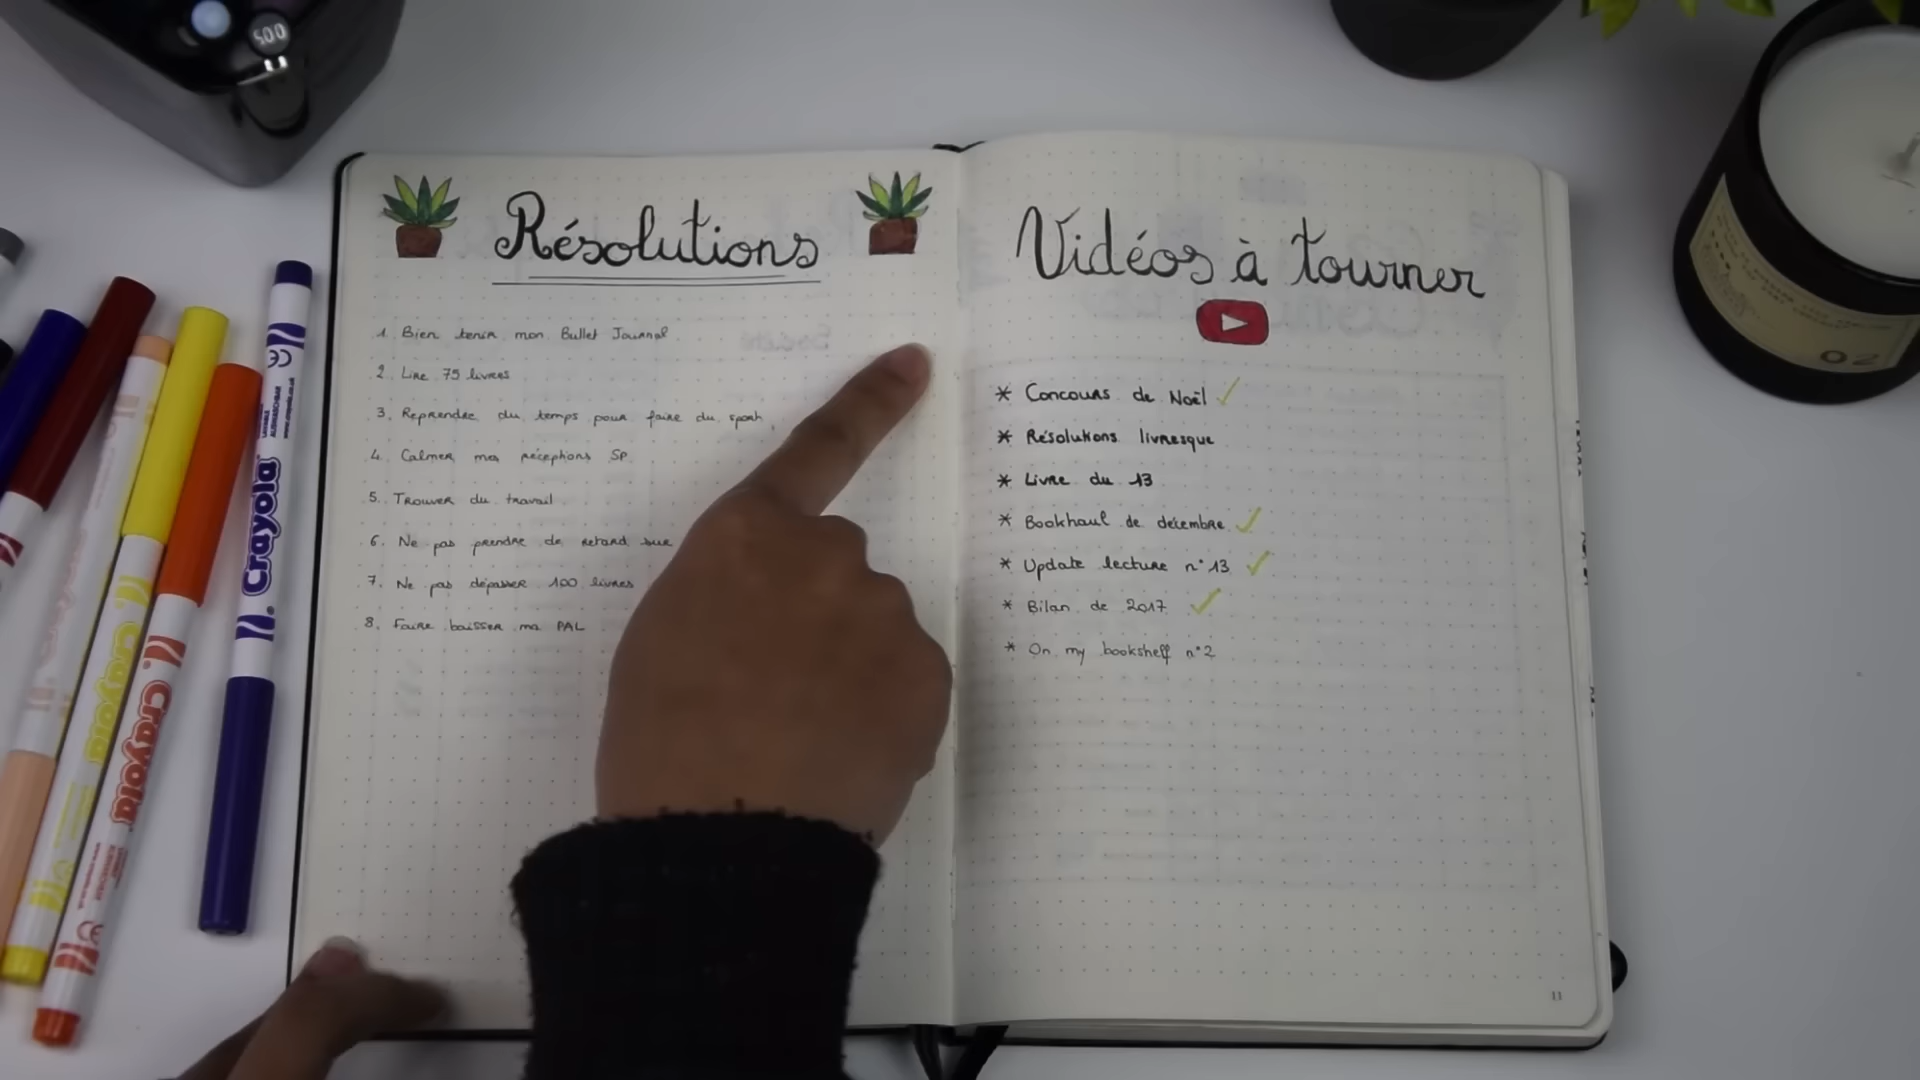 500
Résolutions
1. Bien tenir mon Bullet Journal
2. Lire 75 livres
3. Reprendre du temps pour faire du sport
4. Calmer mes réceptions SP
5. Trouver du travail
6. Ne pas prendre de retard sur
7. Ne pas dépasser 100 livres
8. Faire baisser ma PAL
Vidéos à tourner
* Concours de Noël ✓
* Résolutions livresque
* Livre du 13
* Bookhaul de décembre ✓
* Update lecture n°13 ✓
* Bilan de 2017 ✓
* On my bookshelf n°2
11
Crayola
Crayola
Crayola
02